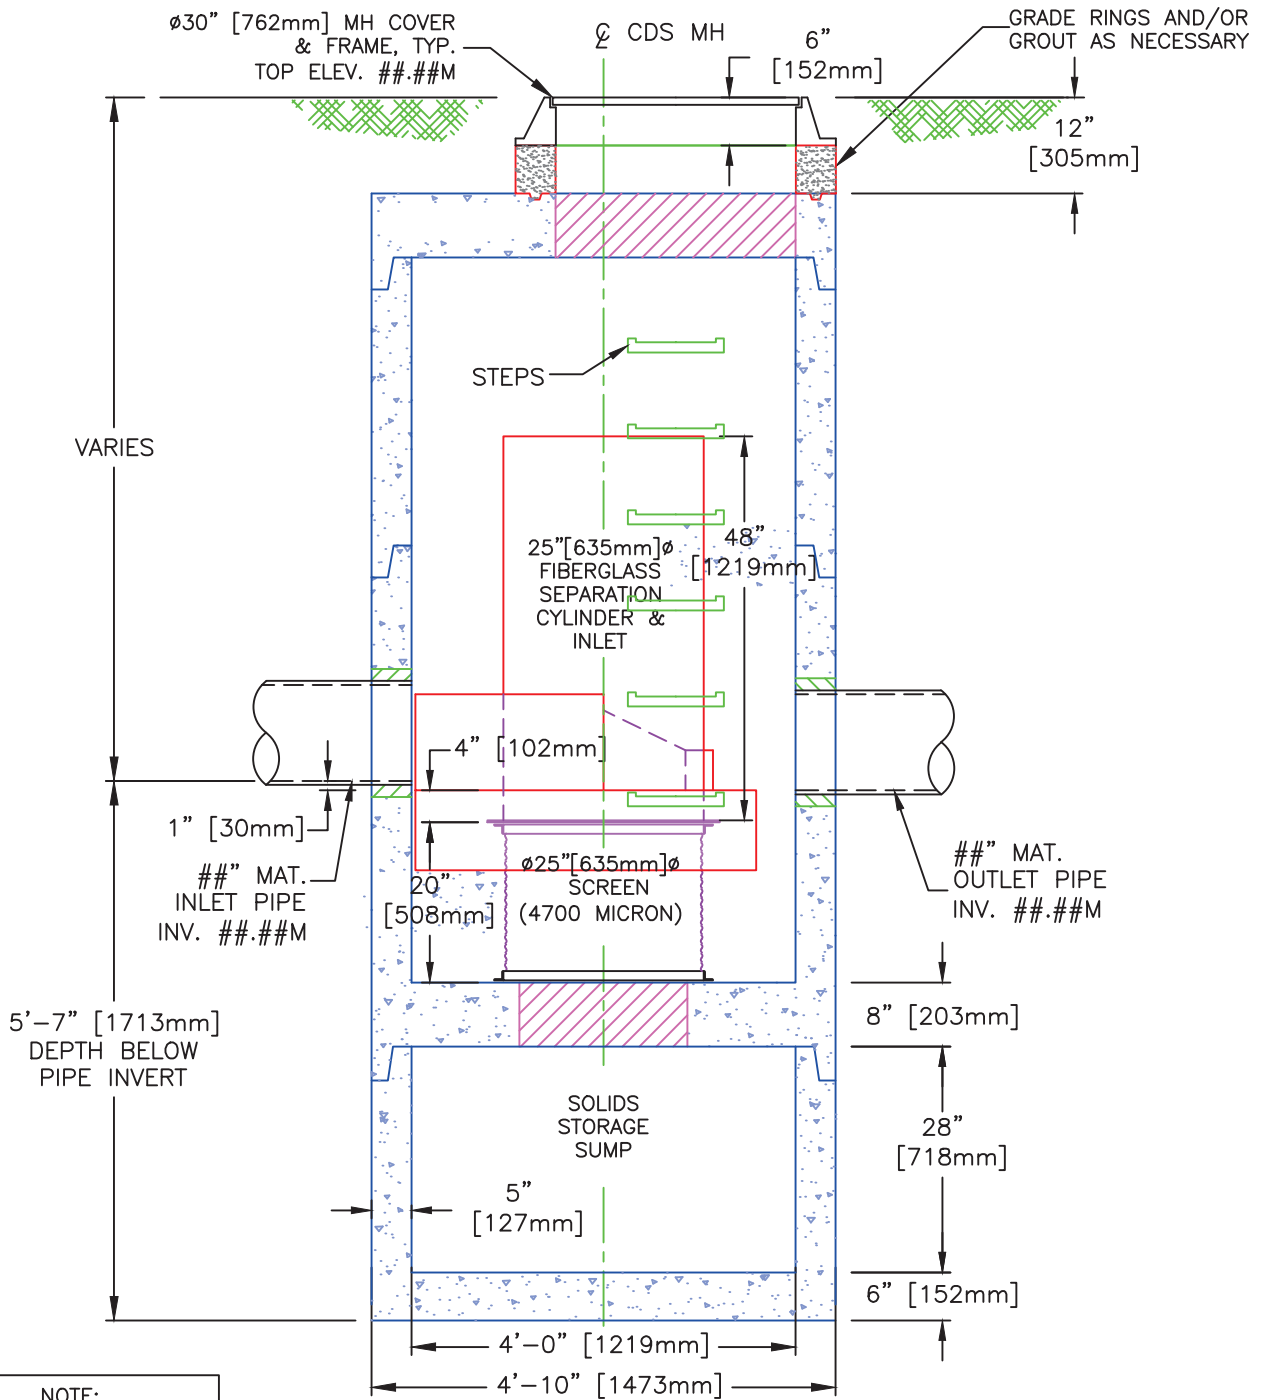 ø30” [762mm] MH COVER
& FRAME, TYP.
TOP ELEV. ##.##M
℄ CDS MH
6”
[152mm]
GRADE RINGS AND/OR
GROUT AS NECESSARY
12”
[305mm]
STEPS
VARIES
25”[635mm]ø
FIBERGLASS
SEPARATION
CYLINDER &
INLET
48”
[1219mm]
4” [102mm]
1” [30mm]
##” MAT.
INLET PIPE
INV. ##.##M
20”
[508mm]
ø25”[635mm]ø
SCREEN
(4700 MICRON)
##” MAT.
OUTLET PIPE
INV. ##.##M
5’-7” [1713mm]
DEPTH BELOW
PIPE INVERT
8” [203mm]
SOLIDS
STORAGE
SUMP
28”
[718mm]
5”
[127mm]
6” [152mm]
4’-0” [1219mm]
4’-10” [1473mm]
NOTE: